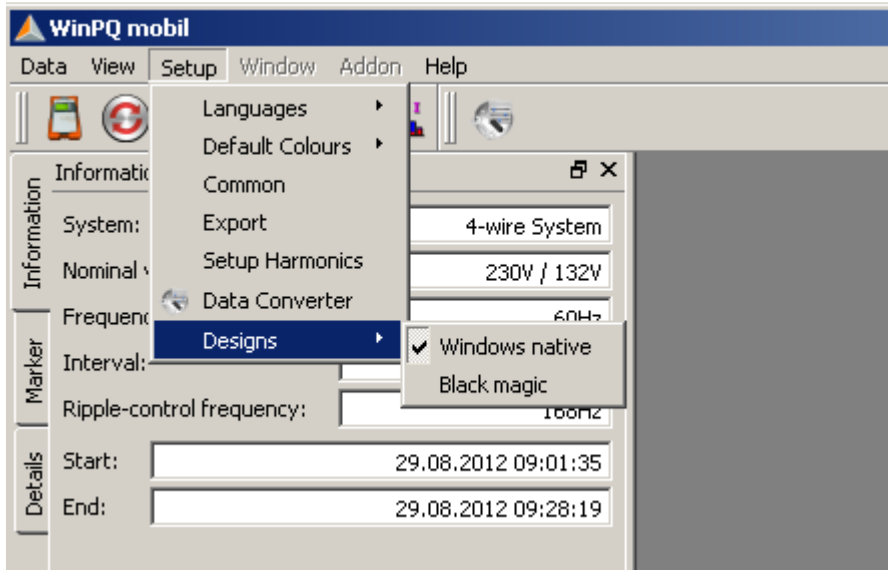 WinPQ mobil
Data View Setup Window Addon Help
Languages
Default Colours
Common
Export
Setup Harmonics
Data Converter
Designs
Windows native
Black magic
Information
Marker
Details
System: 4-wire System
Nominal 230V / 132V
60Hz
Interval:
Ripple-control frequency: 168Hz
Start: 29.08.2012 09:01:35
End: 29.08.2012 09:28:19